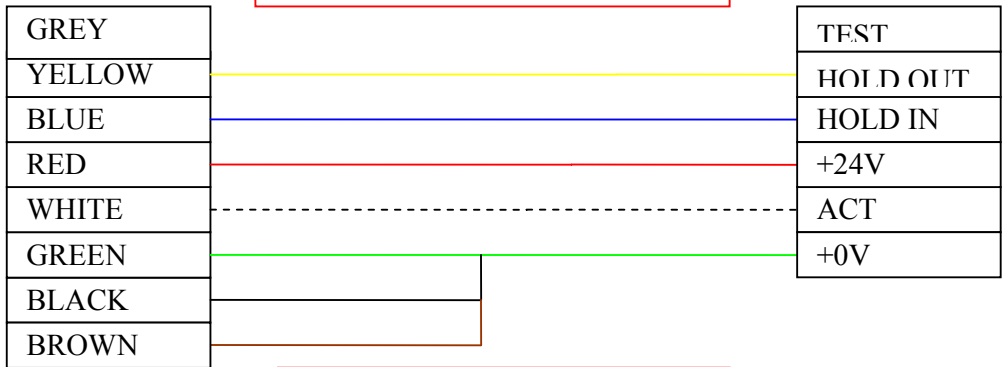 GREY
YELLOW
BLUE
RED
WHITE
GREEN
BLACK
BROWN
TEST
HOLD OUT
HOLD IN
+24V
ACT
+0V